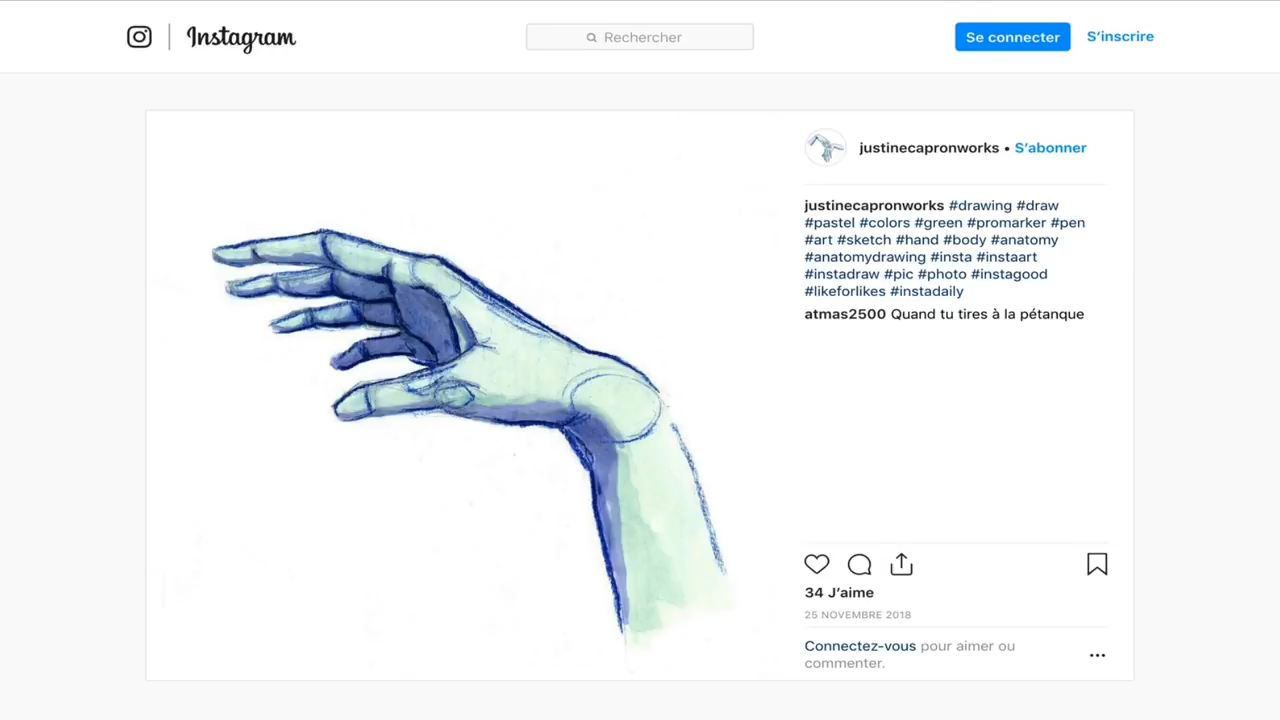 Instagram
Rechercher
Se connecter
S'inscrire
justinecapronworks • S'abonner
justinecapronworks #drawing #draw
#pastel #colors #green #promarker #pen
#art #sketch #hand #body #anatomy
#anatomydrawing #insta #instaart
#instadraw #pic #photo #instagood
#likeforlikes #instadaily
atmas2500 Quand tu tires à la pétanque
34 J'aime
25 NOVEMBRE 2018
Connectez-vous pour aimer ou
commenter.